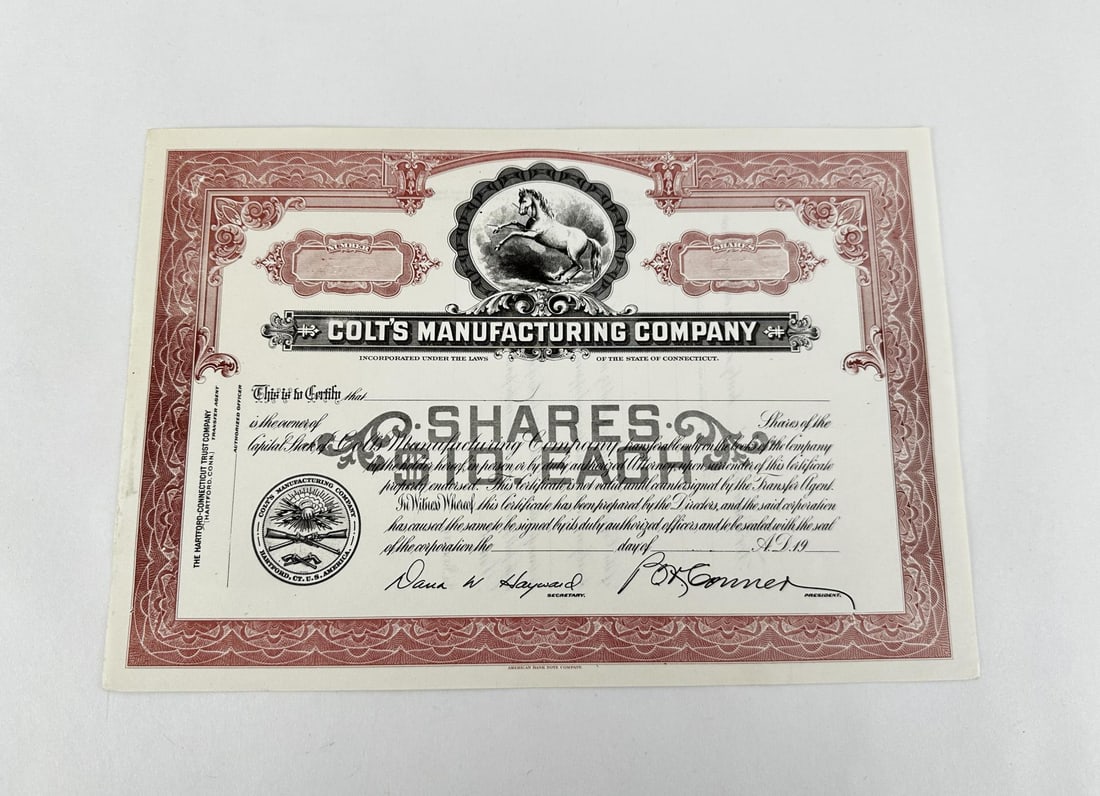 NUMBER
SHARES
COLT'S MANUFACTURING COMPANY
INCORPORATED UNDER THE LAWS OF THE STATE OF CONNECTICUT.
This is to Certify that
is the owner of Shares of the
SHARES
Capital Stock of Colt's Manufacturing Company transferable only on the books of the Company
by the holder hereof, in person or by duly authorized Attorney upon surrender of this Certificate
$10. EACH
properly endorsed. This Certificate is not valid until countersigned by the Transfer Agent.
In Witness Whereof this Certificate has been prepared by the Directors, and the said corporation
has caused the same to be signed by its duly authorized officers and to be sealed with the seal
of the corporation the day of A.D. 19
Dana W Hayward
SECRETARY.
Conner
PRESIDENT.
THE HARTFORD-CONNECTICUT TRUST COMPANY
(HARTFORD, CONN.)
TRANSFER AGENT
AUTHORIZED OFFICER
COLT'S MANUFACTURING COMPANY
HARTFORD, CT. U.S. AMERICA.
AMERICAN BANK NOTE COMPANY.